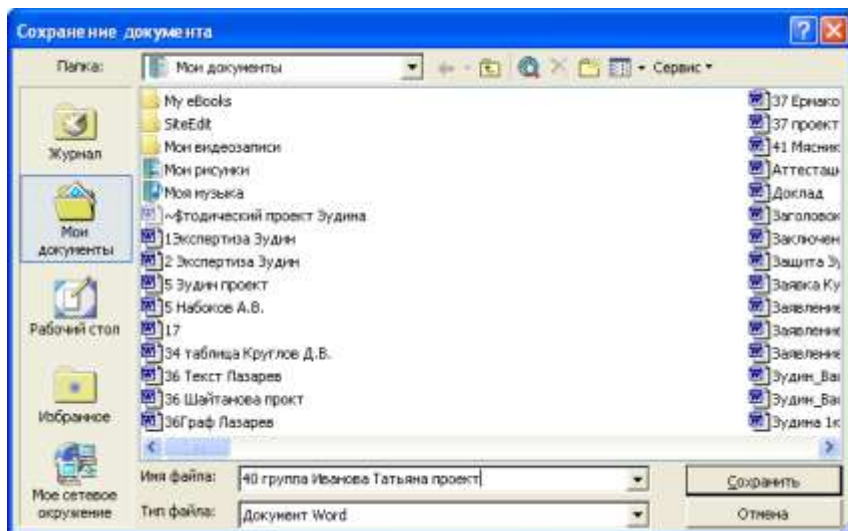 Сохранение документа
Папка:
Мои документы
Сервис
Журнал
Мои документы
Рабочий стол
Избранное
Мое сетевое окружение
My eBooks
SiteEdit
Мои видеозаписи
Мои рисунки
Моя музыка
~$тодический проект Зудина
1Экспертиза Зудин
2 Экспертиза Зудин
5 Зудин проект
5 Набоков А.В.
17
34 таблица Круглов Д.В.
36 Текст Лазарев
36 Шайтанова прокт
36Граф Лазарев
37 Ермако
37 проект
41 Мясник
Аттестаци
Доклад
Заголовок
Заключен
Защита Зу
Заявка Ку
Заявление
Заявление
Заявление
Зудин_Ва
Зудин_Ва
Зудина 1к
Имя файла:
40 группа Иванова Татьяна проект
Сохранить
Тип файла:
Документ Word
Отмена